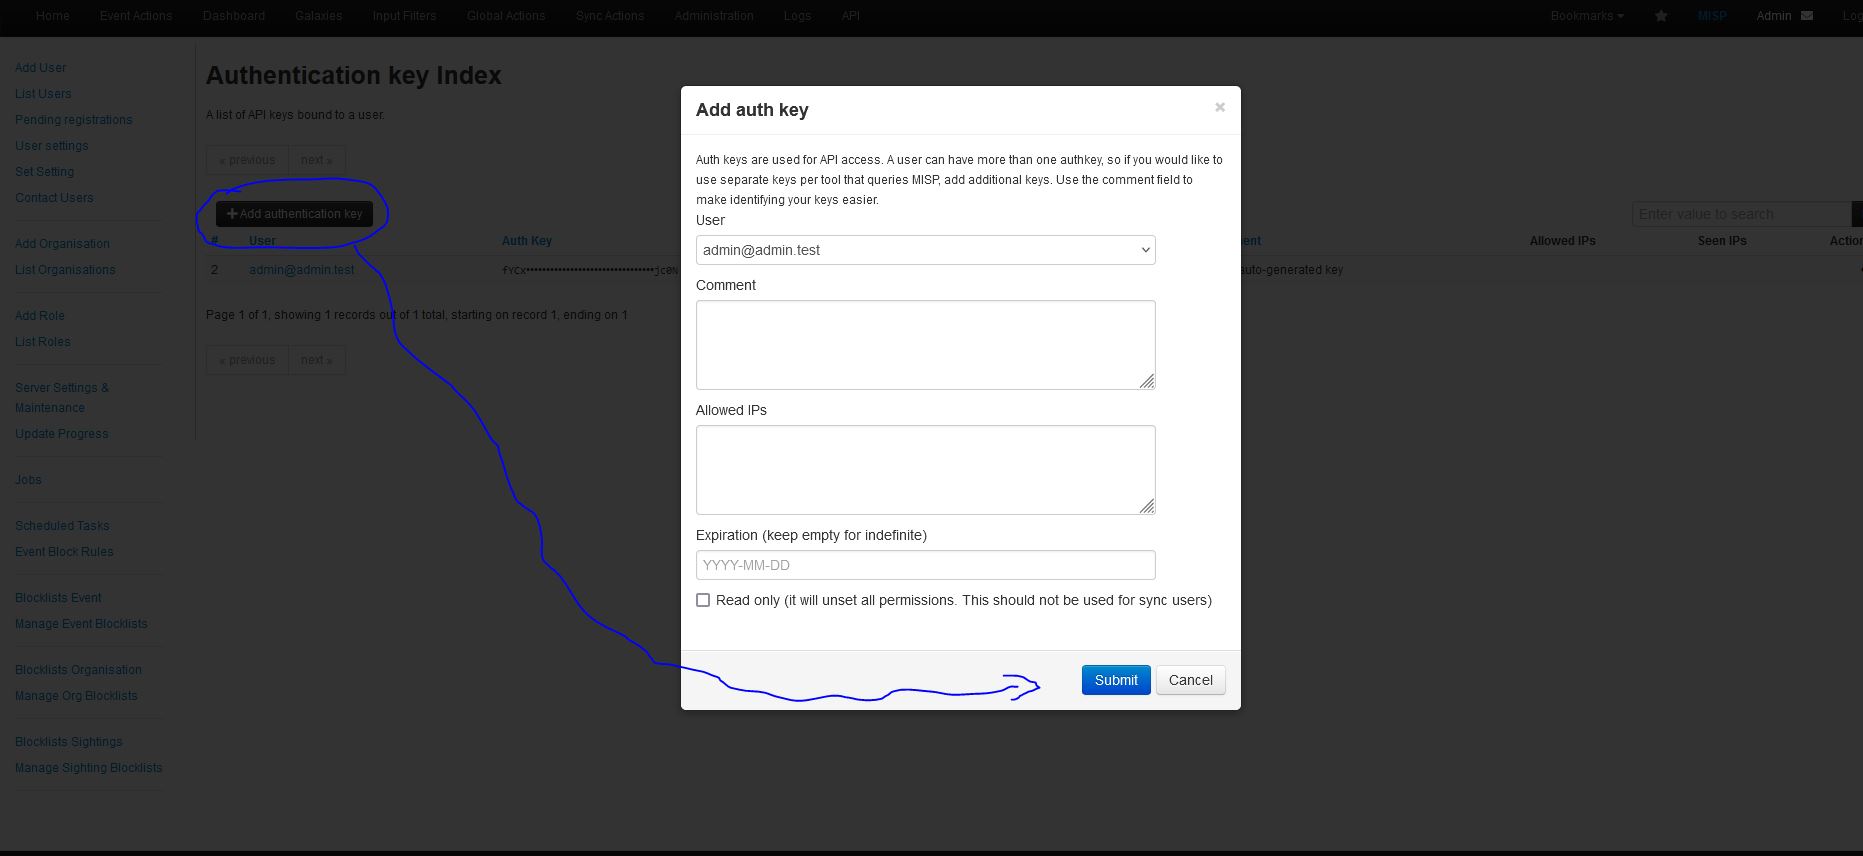 Home Event Actions Dashboard Galaxies Input Filters Global Actions Sync Actions Administration Logs API Bookmarks MISP Admin Log
Add User
List Users
Pending registrations
User settings
Set Setting
Contact Users
Add Organisation
List Organisations
Add Role
List Roles
Server Settings &
Maintenance
Update Progress
Jobs
Scheduled Tasks
Event Block Rules
Blocklists Event
Manage Event Blocklists
Blocklists Organisation
Manage Org Blocklists
Blocklists Sightings
Manage Sighting Blocklists
Authentication key Index
A list of API keys bound to a user.
« previous next »
+ Add authentication key Enter value to search
# User Auth Key ent Allowed IPs Seen IPs Action
2 admin@admin.test fYCx••••••••••••••••••••••••••••••••jc0N auto-generated key
Page 1 of 1, showing 1 records out of 1 total, starting on record 1, ending on 1
« previous next »
Add auth key ×
Auth keys are used for API access. A user can have more than one authkey, so if you would like to
use separate keys per tool that queries MISP, add additional keys. Use the comment field to
make identifying your keys easier.
User
admin@admin.test
Comment
Allowed IPs
Expiration (keep empty for indefinite)
YYYY-MM-DD
Read only (it will unset all permissions. This should not be used for sync users)
Submit Cancel